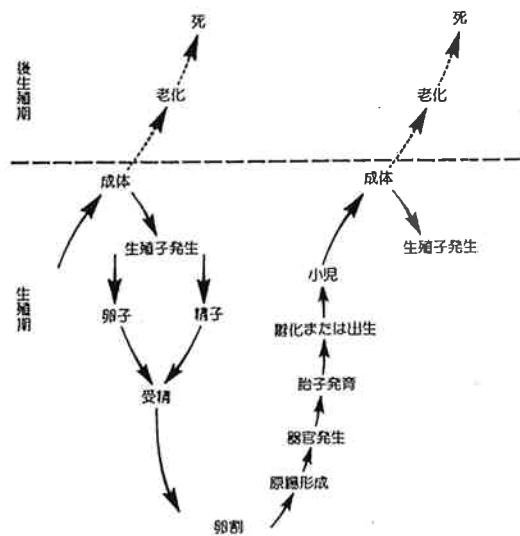 死
死
後生殖期
老化
老化
成体
成体
生殖子発生
生殖子発生
小児
生殖期
卵子
精子
孵化または出生
胎子発育
受精
器官発生
原腸形成
卵割